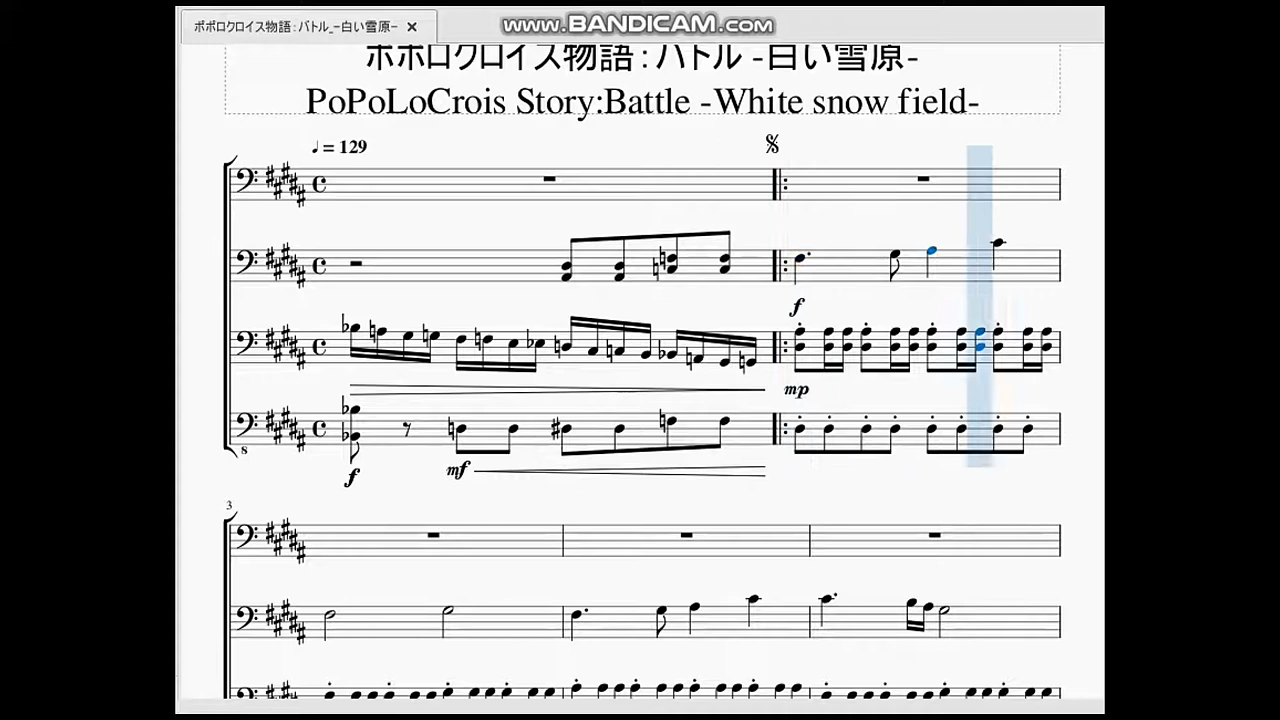 ポポロクロイス物語：バトル_−白い雪原−
www.BANDICAM.com
ポポロクロイス物語：バトル -白い雪原-
PoPoLoCrois Story:Battle -White snow field-
♩ = 129
f
mp
8
f
mf
3